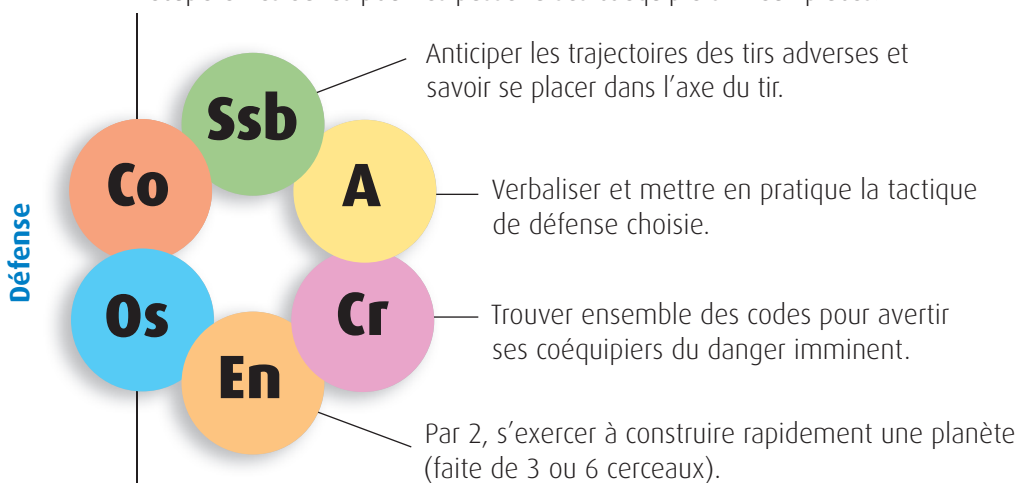 Ssb
Anticiper les trajectoires des tirs adverses et
savoir se placer dans l'axe du tir.
Co
A
Verbaliser et mettre en pratique la tactique
de défense choisie.
Défense
Os
Cr
Trouver ensemble des codes pour avertir
ses coéquipiers du danger imminent.
En
Par 2, s'exercer à construire rapidement une planète
(faite de 3 ou 6 cerceaux).